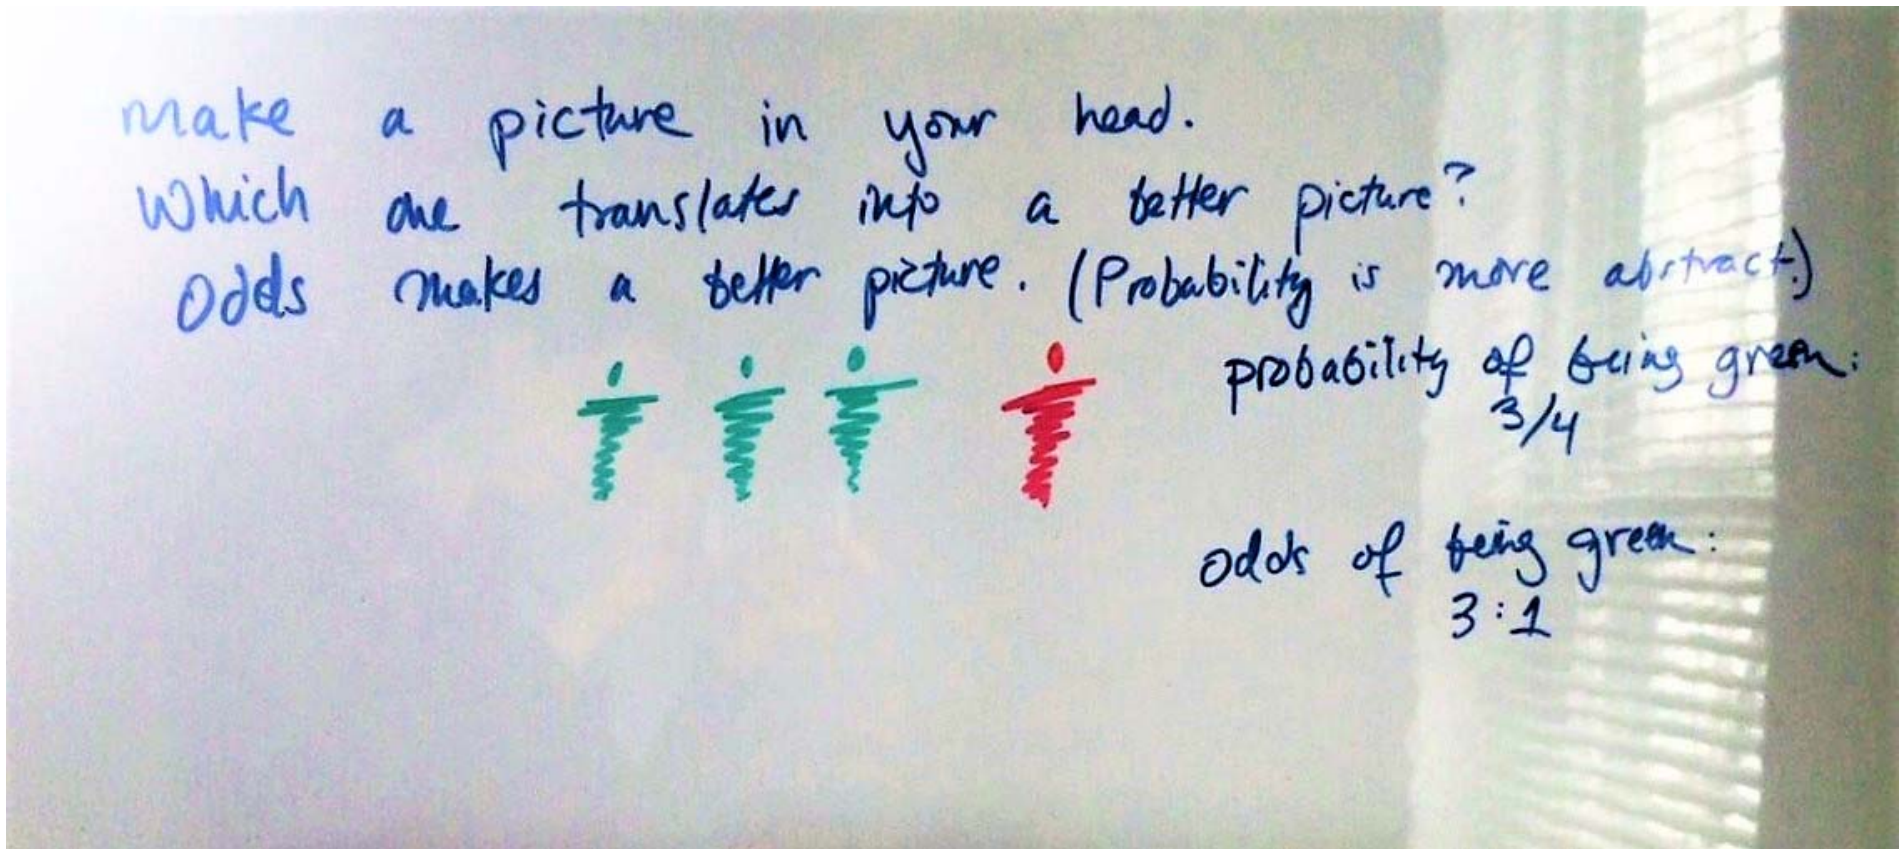 make a picture in your head.
Which one translates into a better picture?
Odds makes a better picture. (Probability is more abstract.)
probability of being green:
3/4
odds of being green:
3:1